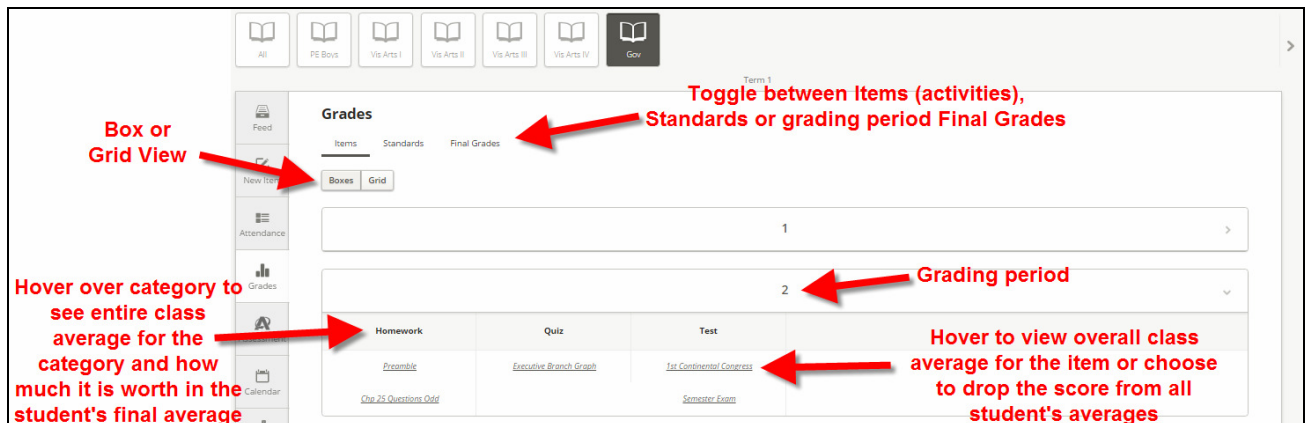 All
PE Boys
Vis Arts I
Vis Arts II
Vis Arts III
Vis Arts IV
Gov
Term 1
Toggle between Items (activities),
Standards or grading period Final Grades
Box or
Grid View
Feed
New Item
Attendance
Grades
Calendar
Grades
Items Standards Final Grades
Boxes Grid
1
2
Grading period
Hover over category to
see entire class
average for the
category and how
much it is worth in the
student's final average
Homework Quiz Test
Preamble Executive Branch Graph 1st Continental Congress
Chp 25 Questions Odd Semester Exam
Hover to view overall class
average for the item or choose
to drop the score from all
student's averages